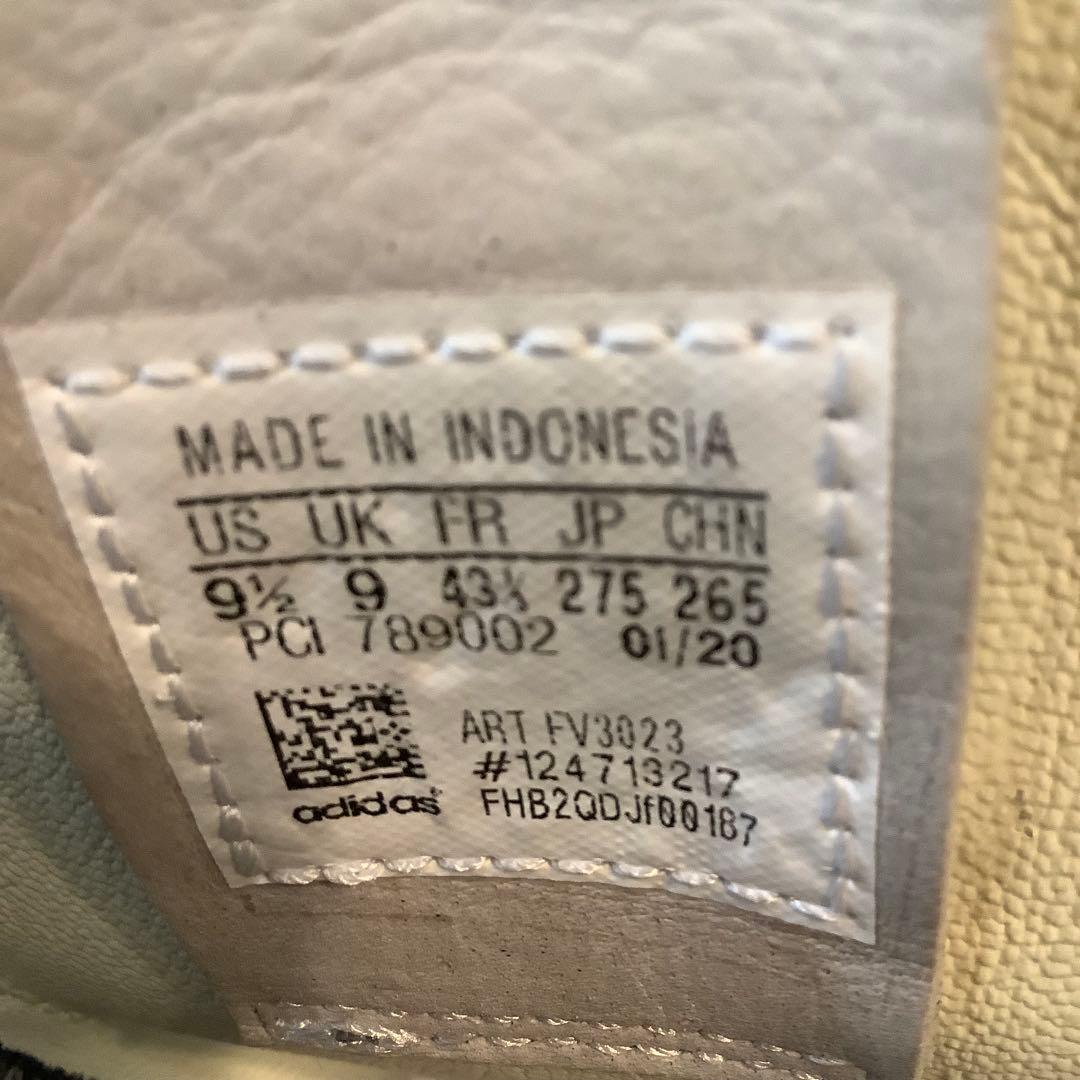 MADE IN INDONESIA
US UK FR JP CHN
9½ 9 43⅓ 275 265
PCI 789002 01/20
ART FV3023
#124713217
adidas FHB2QDJf00187